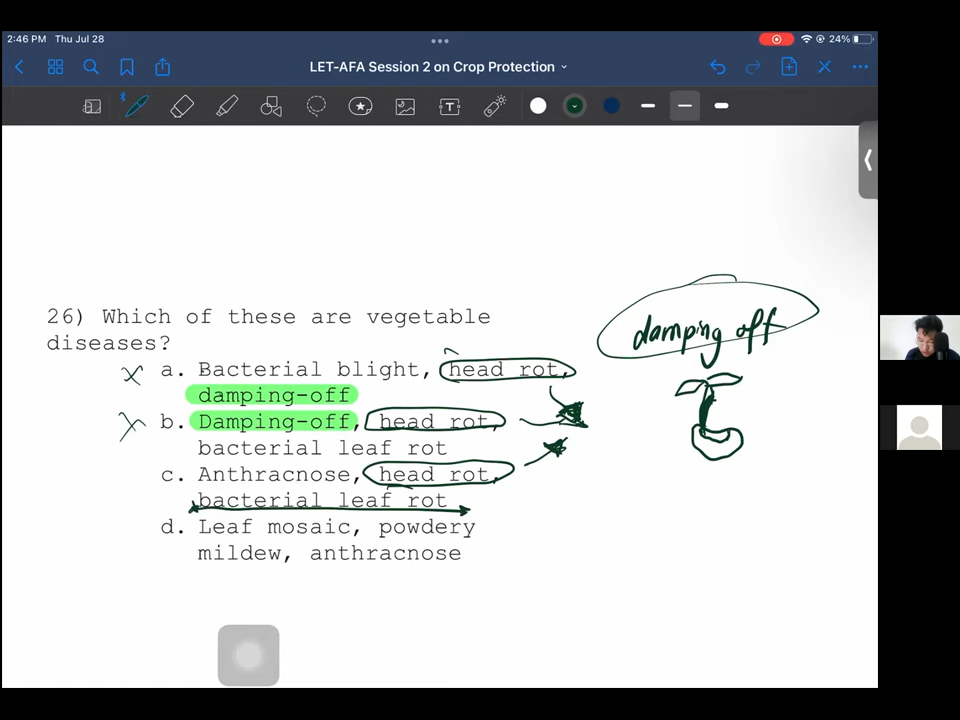 2:46 PM Thu Jul 28
24%
LET-AFA Session 2 on Crop Protection
T
26) Which of these are vegetable
diseases?
a. Bacterial blight, head rot,
damping-off
b. Damping-off, head rot,
bacterial leaf rot
c. Anthracnose, head rot,
bacterial leaf rot
d. Leaf mosaic, powdery
mildew, anthracnose
damping off